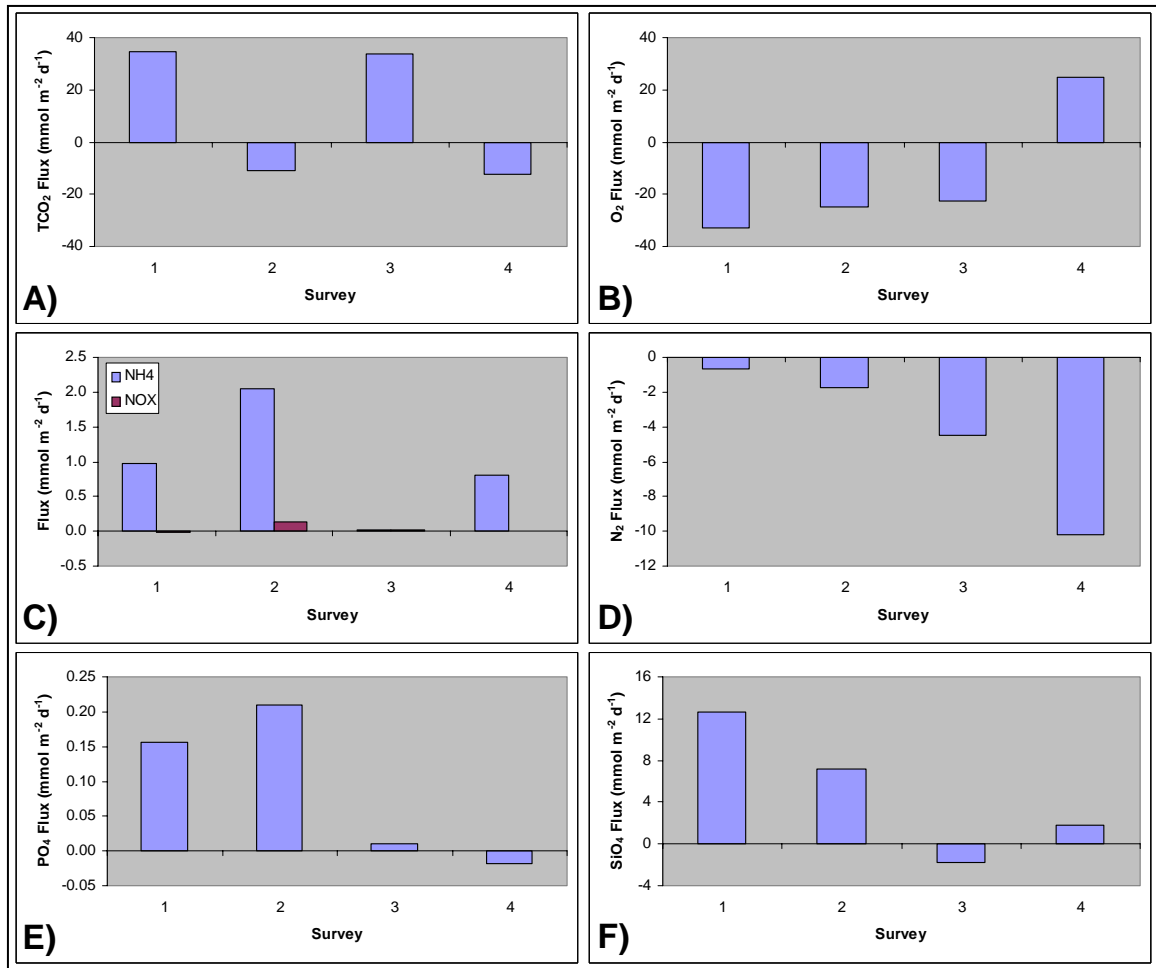 40
20
0
-20
-40
TCO₂ Flux (mmol m⁻² d⁻¹)
1 2 3 4
Survey
A)
40
20
0
-20
-40
O₂ Flux (mmol m⁻² d⁻¹)
1 2 3 4
Survey
B)
2.5
2.0
1.5
1.0
0.5
0.0
-0.5
Flux (mmol m⁻² d⁻¹)
NH4
NOX
1 2 3 4
Survey
C)
0
-2
-4
-6
-8
-10
-12
N₂ Flux (mmol m⁻² d⁻¹)
1 2 3 4
Survey
D)
0.25
0.20
0.15
0.10
0.05
0.00
-0.05
PO₄ Flux (mmol m⁻² d⁻¹)
1 2 3 4
Survey
E)
16
12
8
4
0
-4
SiO₄ Flux (mmol m⁻² d⁻¹)
1 2 3 4
Survey
F)